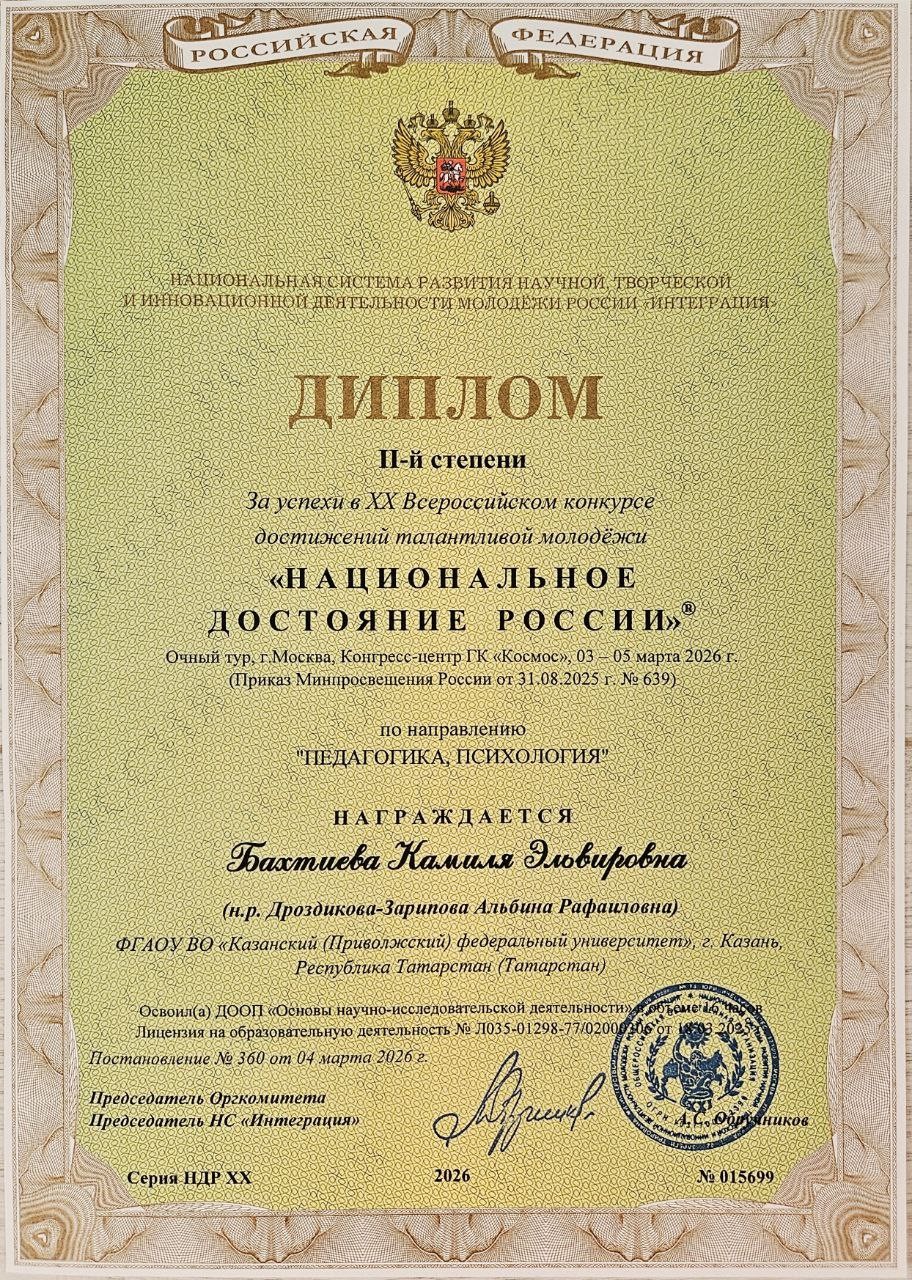 РОССИЙСКАЯ ФЕДЕРАЦИЯ
НАЦИОНАЛЬНАЯ СИСТЕМА РАЗВИТИЯ НАУЧНОЙ, ТВОРЧЕСКОЙ
И ИННОВАЦИОННОЙ ДЕЯТЕЛЬНОСТИ МОЛОДЁЖИ РОССИИ «ИНТЕГРАЦИЯ»
ДИПЛОМ
II-й степени
За успехи в XX Всероссийском конкурсе
достижений талантливой молодёжи
«НАЦИОНАЛЬНОЕ
ДОСТОЯНИЕ РОССИИ»®
Очный тур, г.Москва, Конгресс-центр ГК «Космос», 03 – 05 марта 2026 г.
(Приказ Минпросвещения России от 31.08.2025 г. № 639)
по направлению
"ПЕДАГОГИКА, ПСИХОЛОГИЯ"
НАГРАЖДАЕТСЯ
Бахтиева Камиля Эльвировна
(н.р. Дроздикова-Зарипова Альбина Рафаиловна)
ФГАОУ ВО «Казанский (Приволжский) федеральный университет», г. Казань,
Республика Татарстан (Татарстан)
Освоил(а) ДООП «Основы научно-исследовательской деятельности» в объеме
Лицензия на образовательную деятельность № от
Постановление № 360 от 04 марта 2026 г.
Председатель Оргкомитета
Председатель НС «Интеграция»
А.С.
Серия НДР XX 2026 № 015699